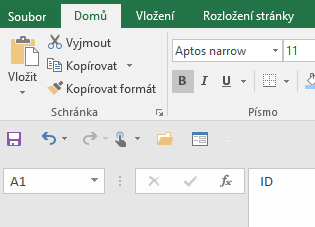 Soubor Domů Vložení Rozložení stránky
Vyjmout
Aptos narrow 11
Kopírovat
Vložit
Kopírovat formát
B I U
Schránka Písmo
A1 fx ID